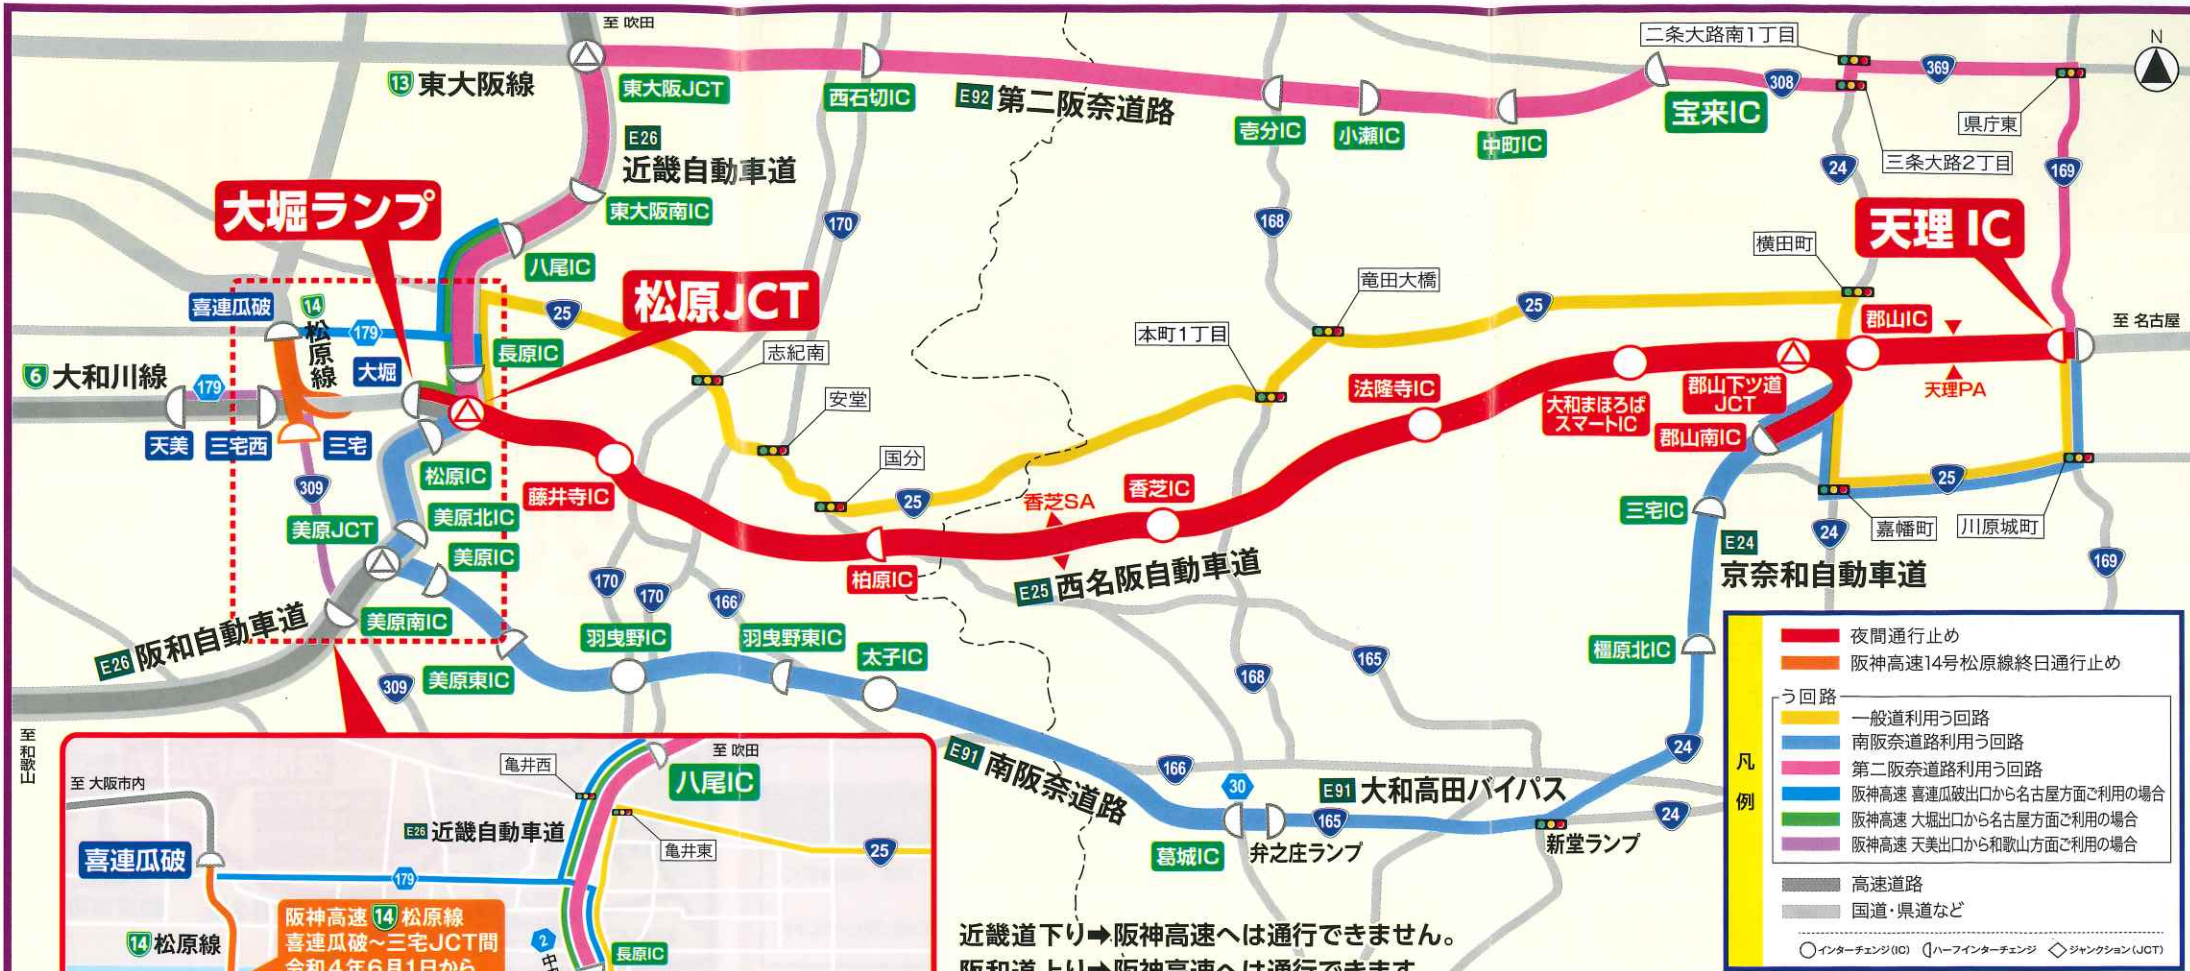 至 吹田
二条大路南1丁目
N
13 東大阪線
東大阪JCT
西石切IC
E92 第二阪奈道路
壱分IC
小瀬IC
中町IC
宝来IC
308
369
県庁東
三条大路2丁目
24
169
E26
近畿自動車道
東大阪南IC
170
168
大堀ランプ
八尾IC
松原JCT
天理 IC
横田町
竜田大橋
喜連瓜破
14
松原線
179
25
長原IC
志紀南
本町1丁目
25
郡山IC
至 名古屋
6 大和川線
179
大堀
安堂
法隆寺IC
大和まほろば
スマートIC
郡山下ツ道
JCT
天理PA
郡山南IC
天美
三宅西
三宅
国分
松原IC
309
藤井寺IC
25
香芝SA
香芝IC
25
三宅IC
美原北IC
美原JCT
美原IC
嘉幡町
川原城町
E24
京奈和自動車道
24
169
柏原IC
E25 西名阪自動車道
170
170
166
E26 阪和自動車道
美原南IC
羽曳野IC
羽曳野東IC
太子IC
309
美原東IC
168
165
橿原北IC
至 和歌山
E91 南阪奈道路
166
30
E91 大和高田バイパス
24
165
24
葛城IC
弁之庄ランプ
新堂ランプ
凡例
夜間通行止め
阪神高速14号松原線終日通行止め
う回路
一般道利用う回路
南阪奈道路利用う回路
第二阪奈道路利用う回路
阪神高速 喜連瓜破出口から名古屋方面ご利用の場合
阪神高速 大堀出口から名古屋方面ご利用の場合
阪神高速 天美出口から和歌山方面ご利用の場合
高速道路
国道・県道など
インターチェンジ(IC) ハーフインターチェンジ ジャンクション(JCT)
至 大阪市内
亀井西
至 吹田
八尾IC
E26 近畿自動車道
亀井東
25
喜連瓜破
179
阪神高速 14 松原線
喜連瓜破～三宅JCT間
令和4年6月1日から
14 松原線
2
中
長原IC
近畿道下り➡阪神高速へは通行できません。
阪和道上り➡阪神高速へは通行できます